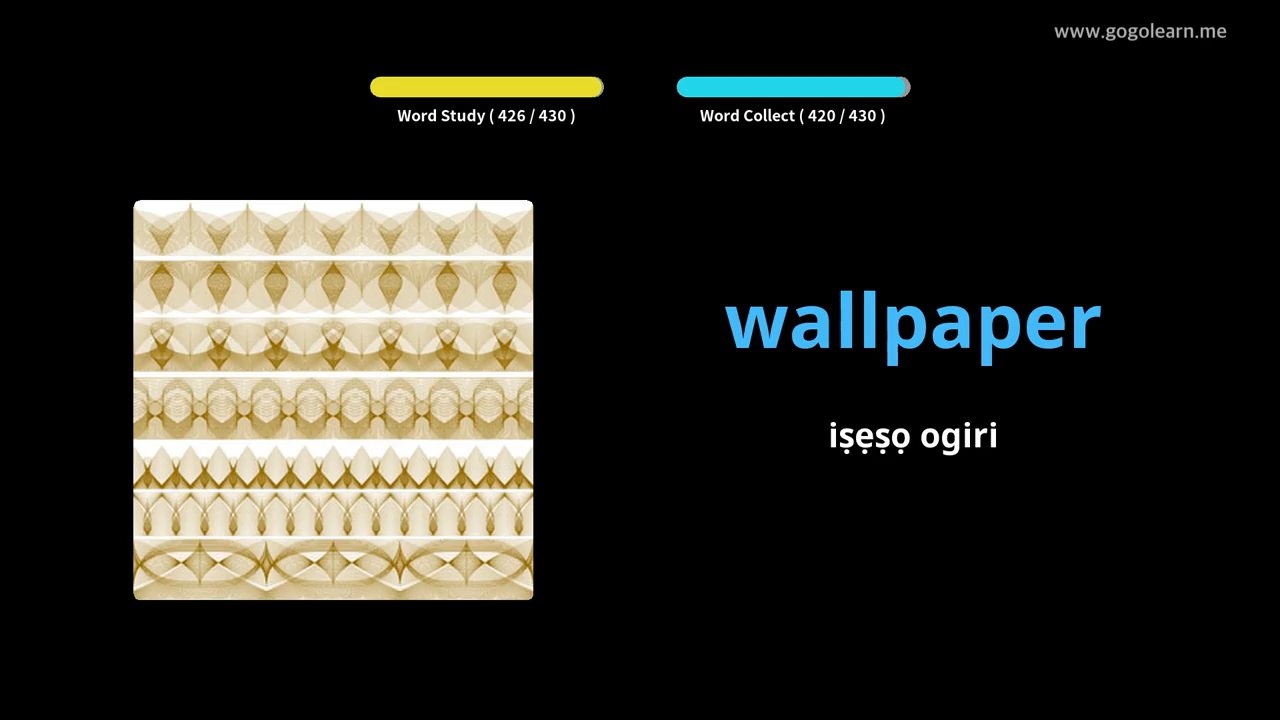 www.gogolearn.me
Word Study ( 426 / 430 )
Word Collect ( 420 / 430 )
wallpaper
iṣẹṣọ ogiri